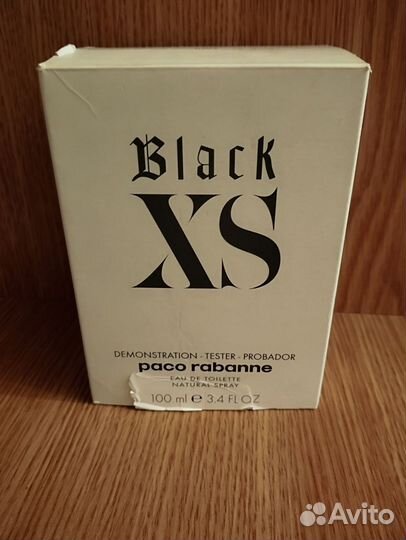 Black
XS
DEMONSTRATION - TESTER - PROBADOR
paco rabanne
EAU DE TOILETTE
NATURAL SPRAY
100 ml ℮ 3.4 FL OZ
Avito